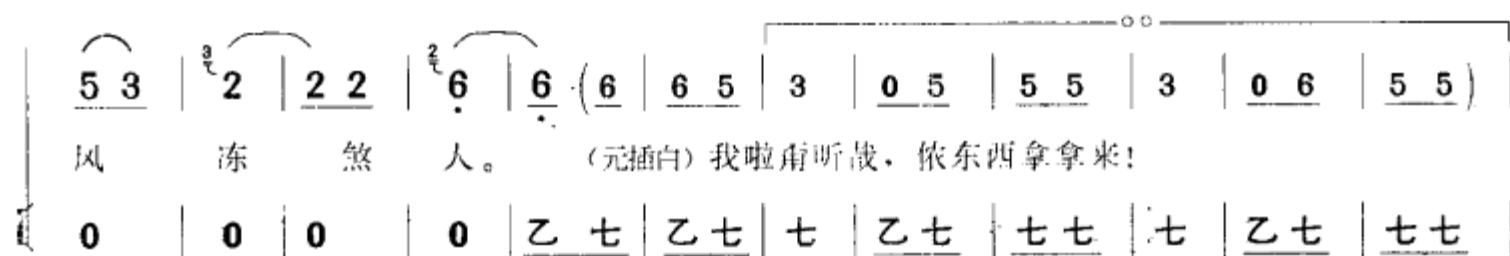 5 3 | 3 2 | 2 2 | 2 6 | 6 (6 | 6 5 | 3 | 0 5 | 5 5 | 3 | 0 6 | 5 5)
风 冻 煞 人。 (元插白) 我啦甭听哉，侬东西拿拿来!
0 | 0 | 0 | 0 | 乙 七 | 乙 七 | 七 | 乙 七 | 七 七 | 七 | 乙 七 | 七 七